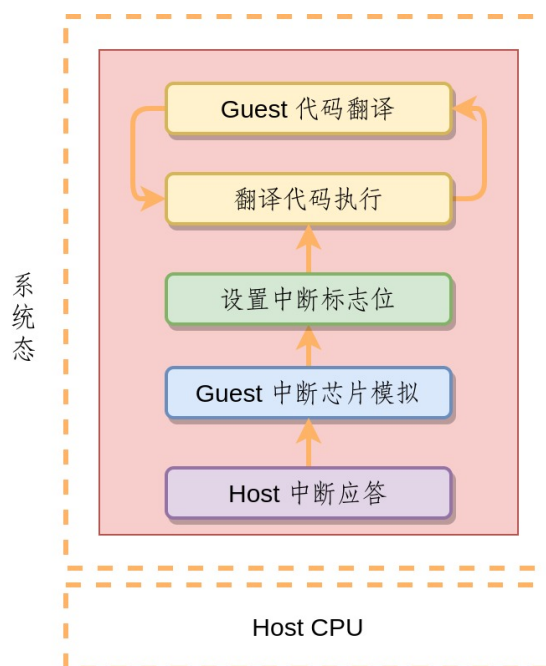 Guest 代码翻译
翻译代码执行
设置中断标志位
Guest 中断芯片模拟
Host 中断应答
系统态
Host CPU